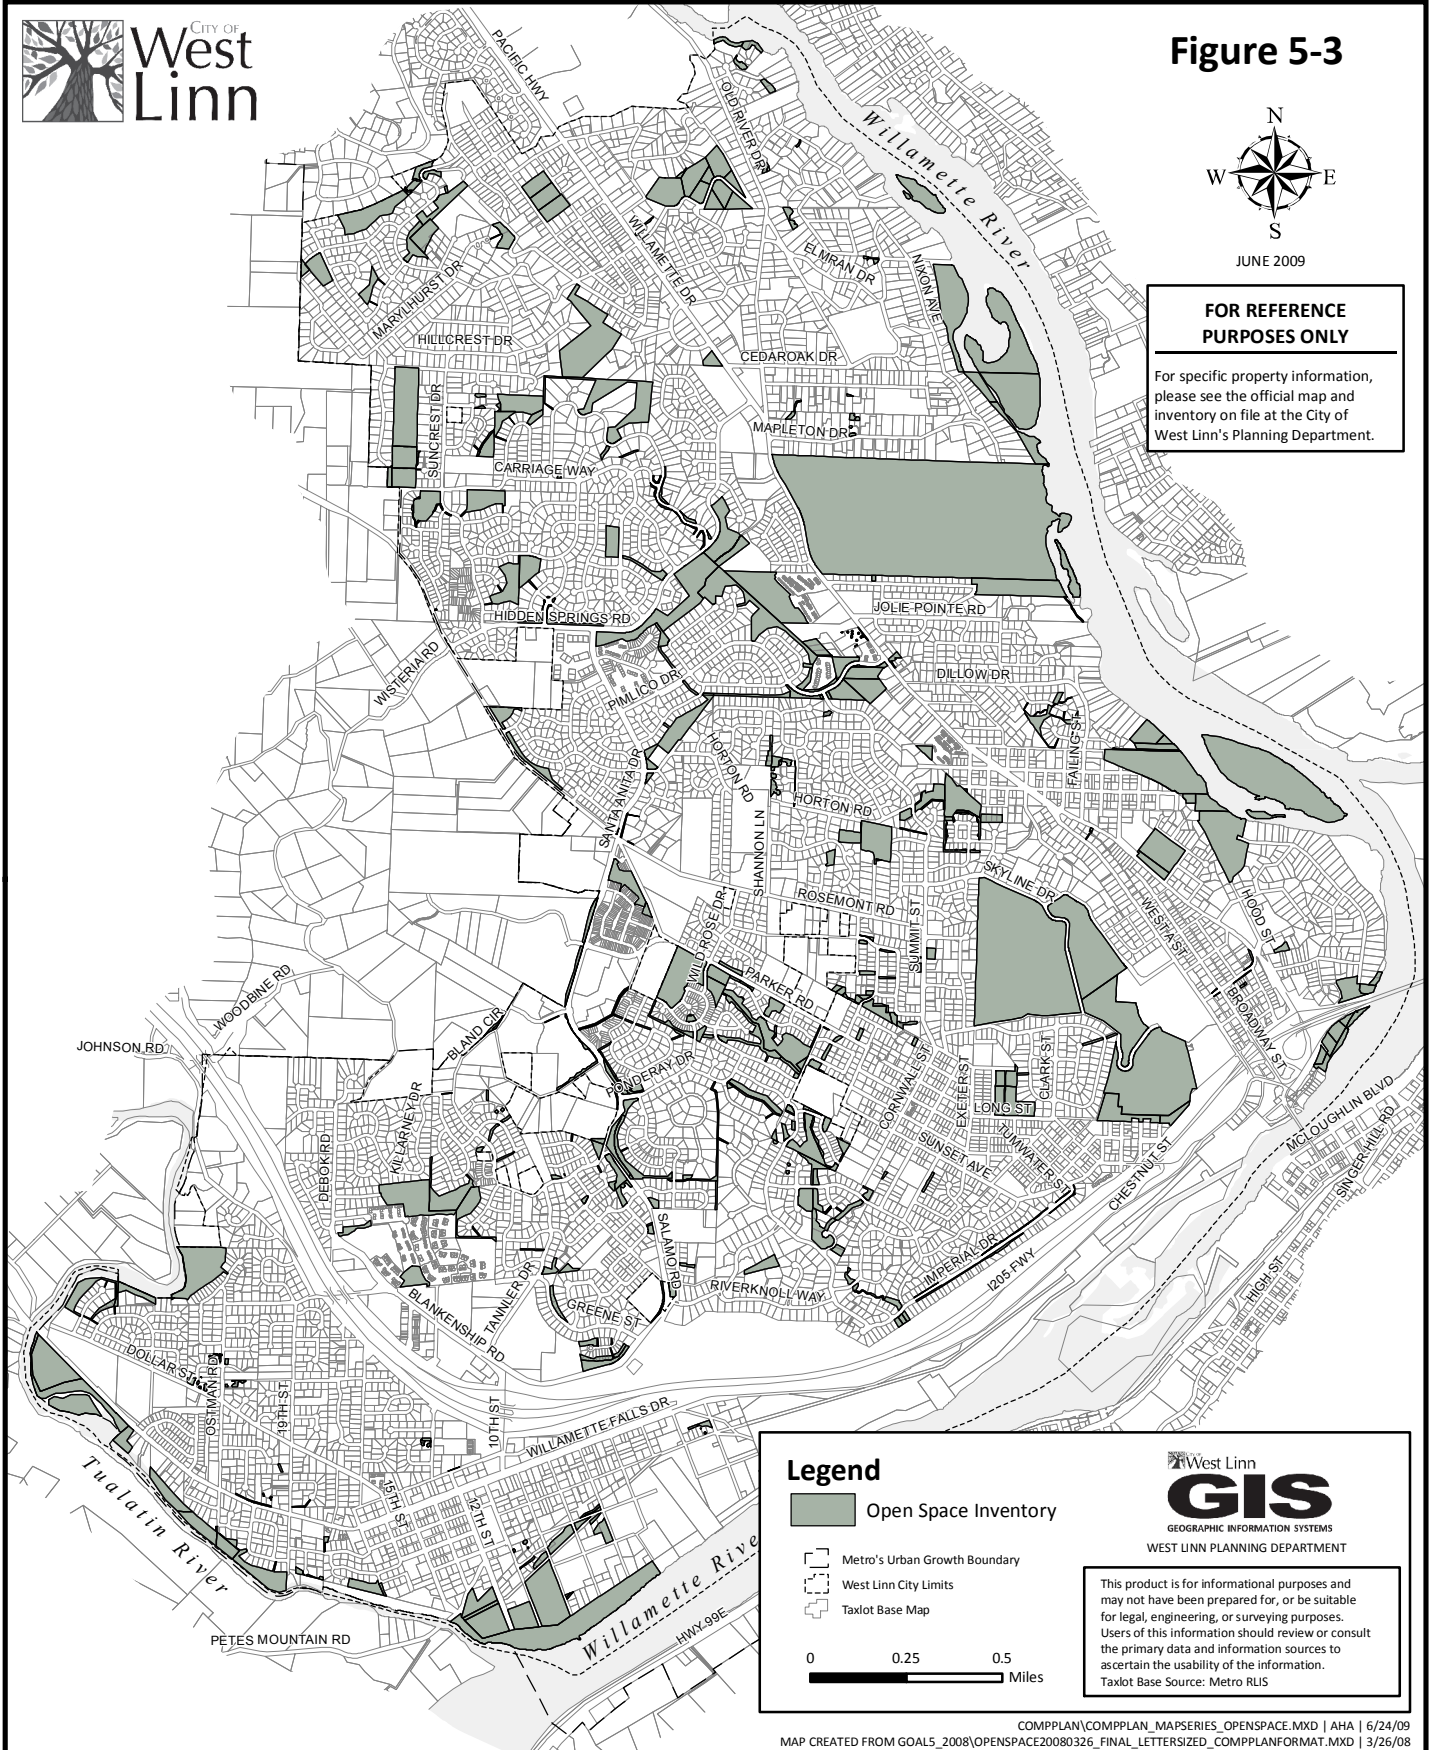 CITY OF
West
Linn
Figure 5-3
N
W
E
S
JUNE 2009
FOR REFERENCE
PURPOSES ONLY
For specific property information,
please see the official map and
inventory on file at the City of
West Linn's Planning Department.
PACIFIC HWY
OLD RIVER DR
Willamette River
WILLAMETTE DR
ELMRAN DR
NIXON AVE
MARYLHURST DR
HILLCREST DR
CEDAROAK DR
SUNCREST DR
MAPLETON DR
CARRIAGE WAY
JOLIE POINTE RD
HIDDEN SPRINGS RD
WISTERIA RD
PIMLICO DR
DILLOW DR
FAILING ST
SANTA ANITA DR
HORTON RD
HORTON RD
SHANNON LN
SKYLINE DR
ROSEMONT RD
SUMMIT ST
WEST A ST
HOOD ST
WILD ROSE DR
PARKER RD
BROADWAY ST
WOODBINE RD
JOHNSON RD
BLAND CIR
PONDERAY DR
CORNWALL ST
EXETER ST
CLARK ST
LONG ST
KILLARNEY DR
DEBOK RD
SUNSET AVE
TUMWATER ST
CHESTNUT ST
MCLOUGHLIN BLVD
SINGER HILL RD
SALAMO RD
IMPERIAL DR
I205 FWY
HIGH ST
RIVERKNOLL WAY
TANNLER DR
GREENE ST
BLANKENSHIP RD
DOLLAR ST
OSTMAN RD
19TH ST
10TH ST
WILLAMETTE FALLS DR
15TH ST
12TH ST
Tualatin River
PETES MOUNTAIN RD
Willamette Rive
HWY 99E
Legend
Open Space Inventory
Metro's Urban Growth Boundary
West Linn City Limits
Taxlot Base Map
0 0.25 0.5
Miles
CITY OF
West Linn
GIS
GEOGRAPHIC INFORMATION SYSTEMS
WEST LINN PLANNING DEPARTMENT
This product is for informational purposes and
may not have been prepared for, or be suitable
for legal, engineering, or surveying purposes.
Users of this information should review or consult
the primary data and information sources to
ascertain the usability of the information.
Taxlot Base Source: Metro RLIS
COMPPLAN\COMPPLAN_MAPSERIES_OPENSPACE.MXD | AHA | 6/24/09
MAP CREATED FROM GOAL5_2008\OPENSPACE20080326_FINAL_LETTERSIZED_COMPPLANFORMAT.MXD | 3/26/08